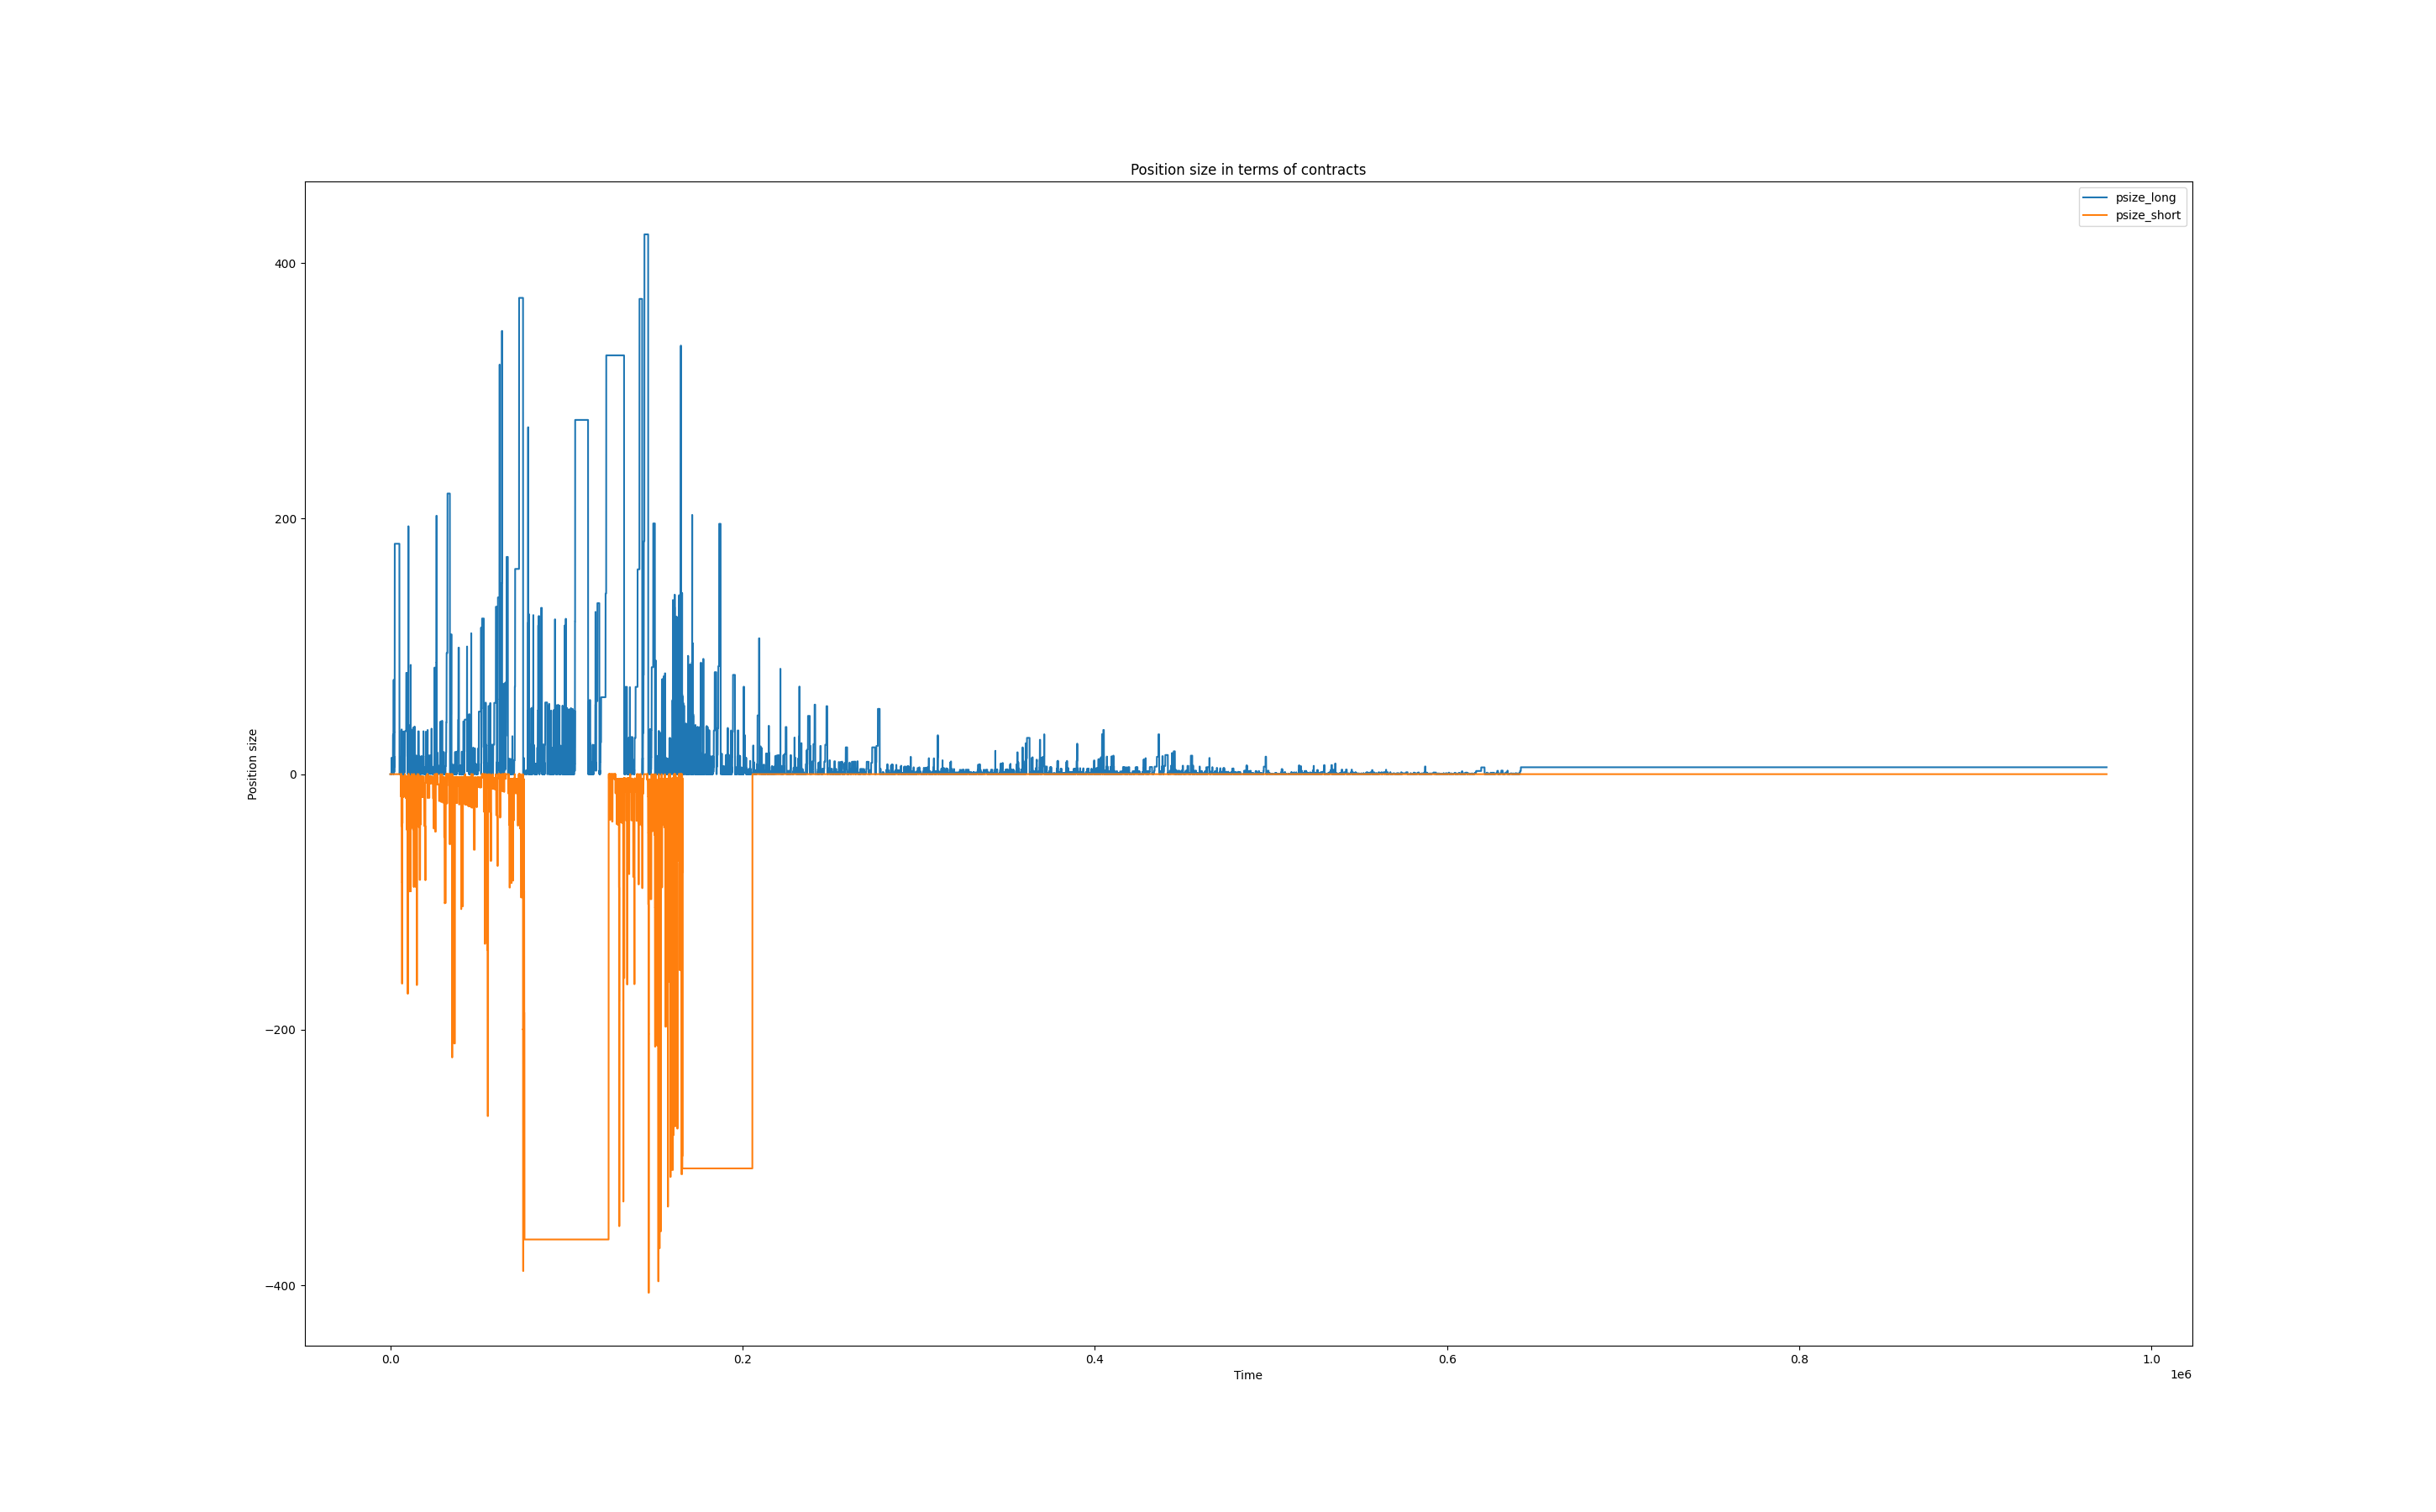 Position size in terms of contracts
psize_long
psize_short
400
200
0
−200
−400
Position size
0.0
0.2
0.4
0.6
0.8
1.0
1e6
Time